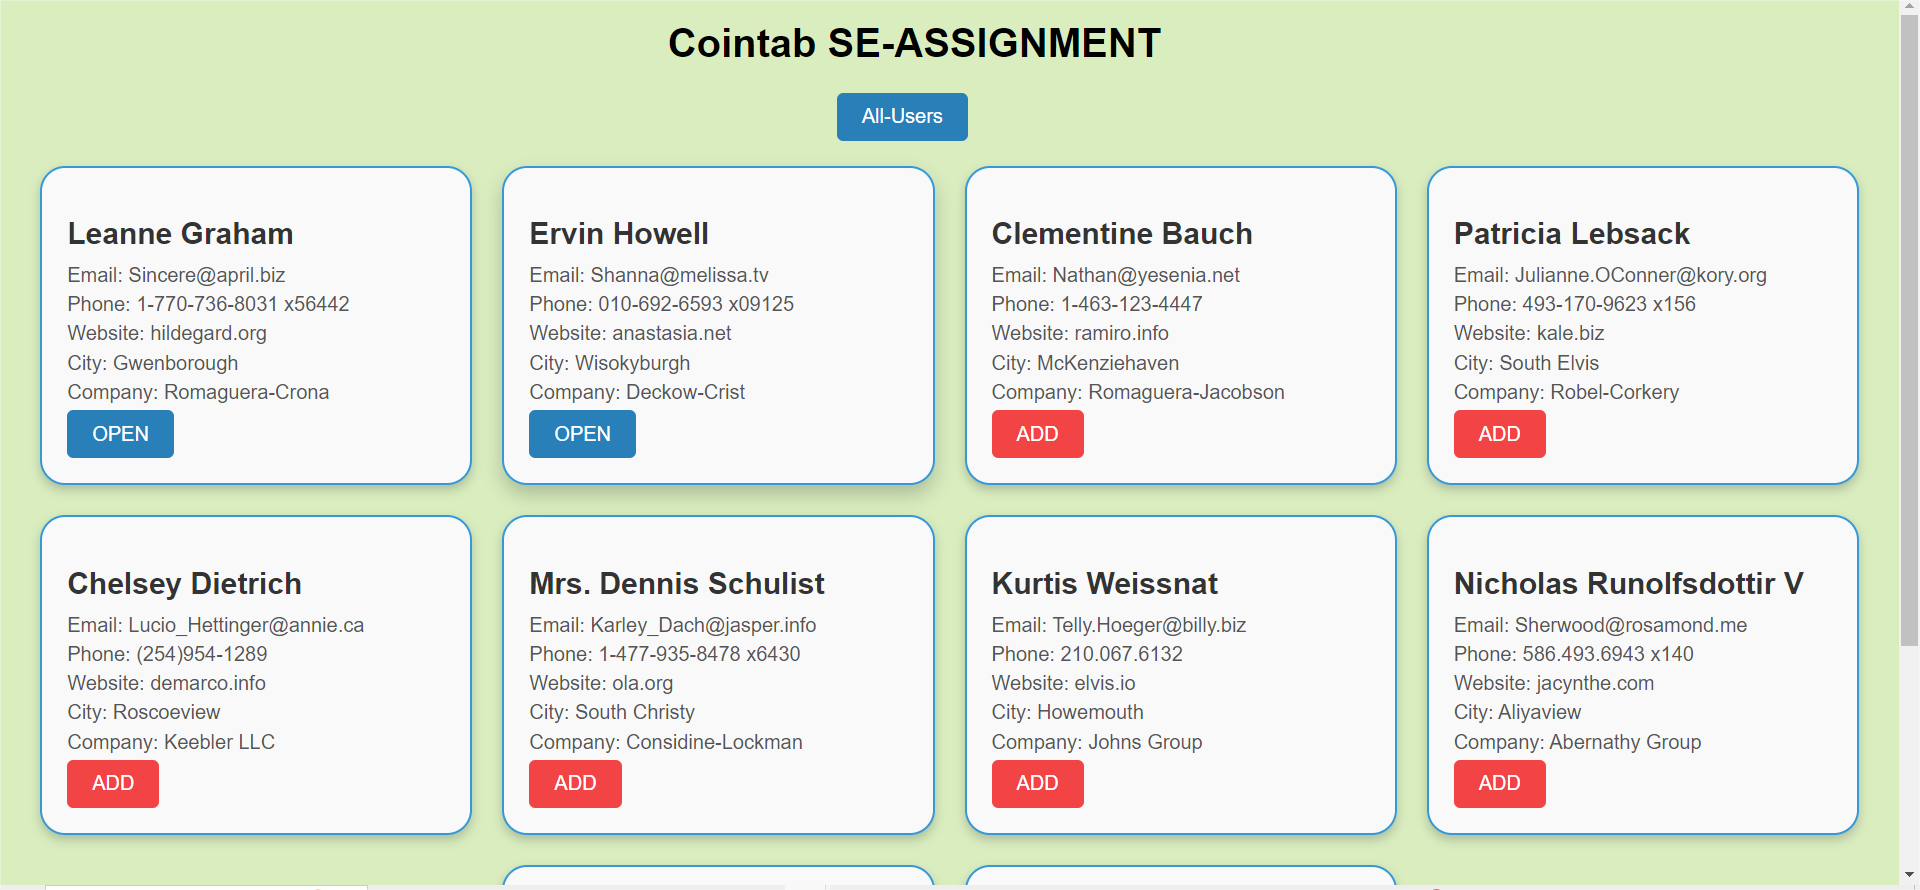 Cointab SE-ASSIGNMENT
All-Users
Leanne Graham
Email: Sincere@april.biz
Phone: 1-770-736-8031 x56442
Website: hildegard.org
City: Gwenborough
Company: Romaguera-Crona
OPEN
Ervin Howell
Email: Shanna@melissa.tv
Phone: 010-692-6593 x09125
Website: anastasia.net
City: Wisokyburgh
Company: Deckow-Crist
OPEN
Clementine Bauch
Email: Nathan@yesenia.net
Phone: 1-463-123-4447
Website: ramiro.info
City: McKenziehaven
Company: Romaguera-Jacobson
ADD
Patricia Lebsack
Email: Julianne.OConner@kory.org
Phone: 493-170-9623 x156
Website: kale.biz
City: South Elvis
Company: Robel-Corkery
ADD
Chelsey Dietrich
Email: Lucio_Hettinger@annie.ca
Phone: (254)954-1289
Website: demarco.info
City: Roscoeview
Company: Keebler LLC
ADD
Mrs. Dennis Schulist
Email: Karley_Dach@jasper.info
Phone: 1-477-935-8478 x6430
Website: ola.org
City: South Christy
Company: Considine-Lockman
ADD
Kurtis Weissnat
Email: Telly.Hoeger@billy.biz
Phone: 210.067.6132
Website: elvis.io
City: Howemouth
Company: Johns Group
ADD
Nicholas Runolfsdottir V
Email: Sherwood@rosamond.me
Phone: 586.493.6943 x140
Website: jacynthe.com
City: Aliyaview
Company: Abernathy Group
ADD